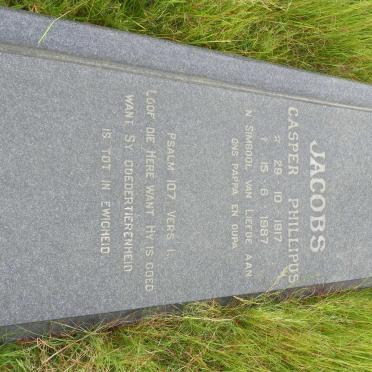 JACOBS
CASPER PHILLIPUS
☆ 29 . 10 . 1917
† 15 . 6 . 1987
'N SIMBOOL VAN LIEFDE AAN
ONS PAPPA EN OUPA
PSALM 107 VERS 1.
LOOF DIE HERE WANT HY IS GOED
WANT SY GOEDERTIERENHEID
IS TOT IN EWIGHEID